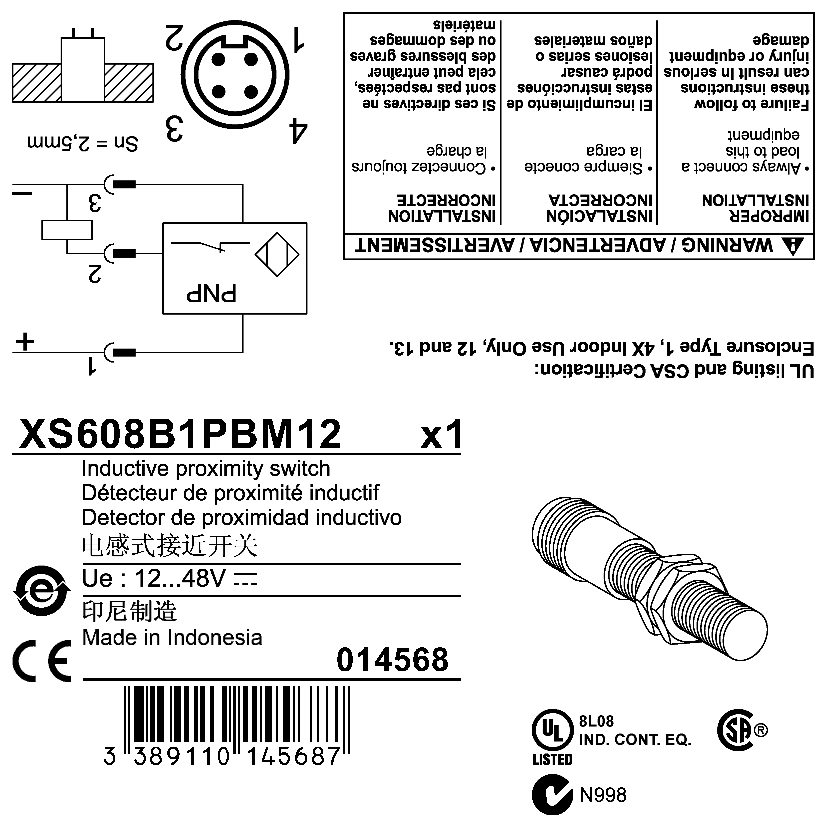 XS608B1PBM12 x1
Inductive proximity switch
Détecteur de proximité inductif
Detector de proximidad inductivo
电感式接近开关
Ue : 12...48V
印尼制造
Made in Indonesia
014568
3 389110 145687
UL
LISTED
8L08
IND. CONT. EQ.
SA ®
N998
UL listing and CSA Certification:
Enclosure Type 1, 4X Indoor Use Only, 12 and 13.
WARNING / ADVERTENCIA / AVERTISSEMENT
IMPROPER
INSTALLATION
• Always connect a
load to this
equipment
Failure to follow
these instructions
can result in serious
injury or equipment
damage
INSTALACIÓN
INCORRECTA
• Siempre conecte
la carga
El incumplimiento de
estas instrucciónes
podrá causar
lesiones serias o
daños materiales
INSTALLATION
INCORRECTE
• Connectez toujours
la charge
Si ces directives ne
sont pas respectées,
cela peut entraîner
des blessures graves
ou des dommages
matériels
1
+
PNP
2
3
−
Sn = 2,5mm
4 3
1 2